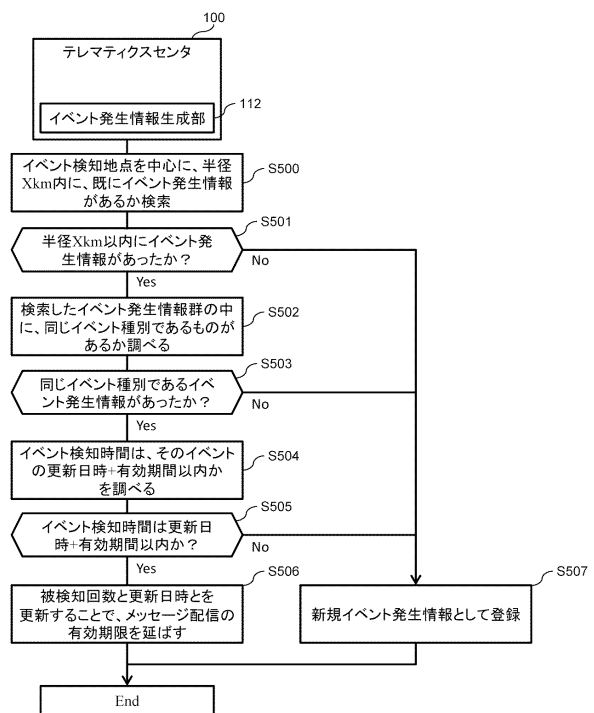 100
テレマティクスセンタ
112
イベント発生情報生成部
イベント検知地点を中心に、半径
Xkm内に、既にイベント発生情報
があるか検索
S500
S501
半径Xkm以内にイベント発
生情報があったか？
No
Yes
検索したイベント発生情報群の中
に、同じイベント種別であるものが
あるか調べる
S502
S503
同じイベント種別であるイベ
ント発生情報があったか？
No
Yes
イベント検知時間は、そのイベント
の更新日時+有効期間以内か
を調べる
S504
S505
イベント検知時間は更新日
時+有効期間以内か？
No
Yes
S506
被検知回数と更新日時とを
更新することで、メッセージ配信の
有効期限を延ばす
S507
新規イベント発生情報として登録
End